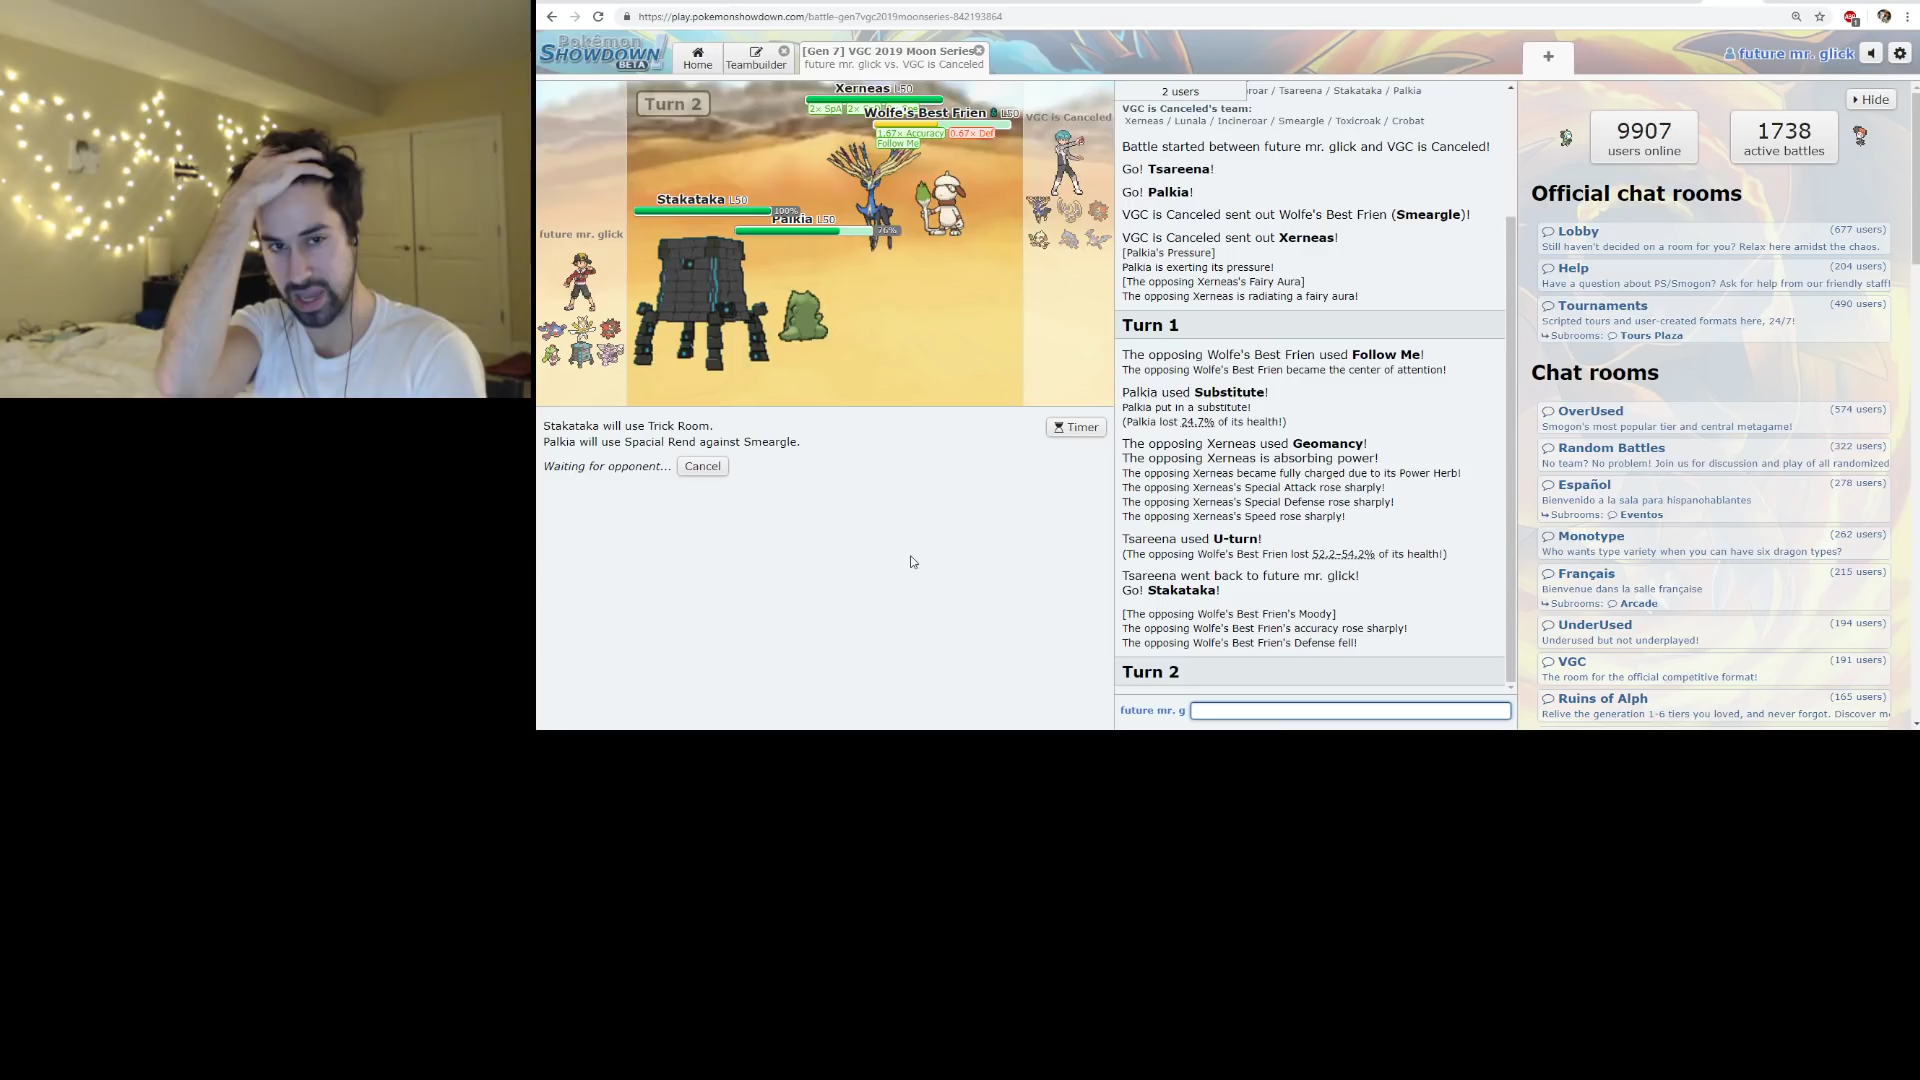 https://play.pokemonshowdown.com/battle-gen7vgc2019moonseries-842193864
Pokémon
SHOWDOWN
BETA
Home
Teambuilder
[Gen 7] VGC 2019 Moon Series
future mr. glick vs. VGC is Canceled
+
future mr. glick
Turn 2
Xerneas L50
2× SpA
Wolfe's Best Frien L50
1.67× Accuracy 0.67× Def
Follow Me
Stakataka L50
100%
Palkia L50
76%
future mr. glick
VGC is Canceled
Stakataka will use Trick Room.
Palkia will use Spacial Rend against Smeargle.
Waiting for opponent... Cancel
Timer
2 users
roar / Tsareena / Stakataka / Palkia
VGC is Canceled's team:
Xerneas / Lunala / Incineroar / Smeargle / Toxicroak / Crobat
Battle started between future mr. glick and VGC is Canceled!
Go! Tsareena!
Go! Palkia!
VGC is Canceled sent out Wolfe's Best Frien (Smeargle)!
VGC is Canceled sent out Xerneas!
[Palkia's Pressure]
Palkia is exerting its pressure!
[The opposing Xerneas's Fairy Aura]
The opposing Xerneas is radiating a fairy aura!
Turn 1
The opposing Wolfe's Best Frien used Follow Me!
The opposing Wolfe's Best Frien became the center of attention!
Palkia used Substitute!
Palkia put in a substitute!
(Palkia lost 24.7% of its health!)
The opposing Xerneas used Geomancy!
The opposing Xerneas is absorbing power!
The opposing Xerneas became fully charged due to its Power Herb!
The opposing Xerneas's Special Attack rose sharply!
The opposing Xerneas's Special Defense rose sharply!
The opposing Xerneas's Speed rose sharply!
Tsareena used U-turn!
(The opposing Wolfe's Best Frien lost 52.2–54.2% of its health!)
Tsareena went back to future mr. glick!
Go! Stakataka!
[The opposing Wolfe's Best Frien's Moody]
The opposing Wolfe's Best Frien's accuracy rose sharply!
The opposing Wolfe's Best Frien's Defense fell!
Turn 2
future mr. g
Hide
9907
users online
1738
active battles
Official chat rooms
Lobby (677 users)
Still haven't decided on a room for you? Relax here amidst the chaos.
Help (204 users)
Have a question about PS/Smogon? Ask for help from our friendly staff!
Tournaments (490 users)
Scripted tours and user-created formats here, 24/7!
Subrooms: Tours Plaza
Chat rooms
OverUsed (574 users)
Smogon's most popular tier and central metagame!
Random Battles (322 users)
No team? No problem! Join us for discussion and play of all randomized
Español (278 users)
Bienvenido a la sala para hispanohablantes
Subrooms: Eventos
Monotype (262 users)
Who wants type variety when you can have six dragon types?
Français (215 users)
Bienvenue dans la salle française
Subrooms: Arcade
UnderUsed (194 users)
Underused but not underplayed!
VGC (191 users)
The room for the official competitive format!
Ruins of Alph (165 users)
Relive the generation 1-6 tiers you loved, and never forgot. Discover m